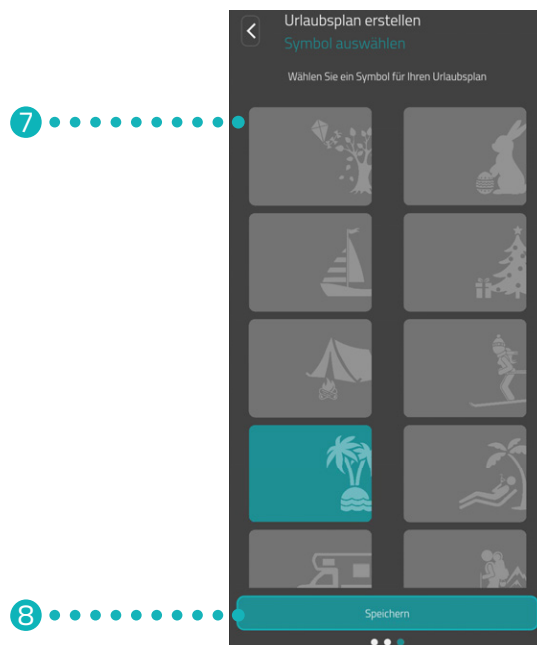 Urlaubsplan erstellen
Symbol auswählen
Wählen Sie ein Symbol für Ihren Urlaubsplan
7
8
Speichern